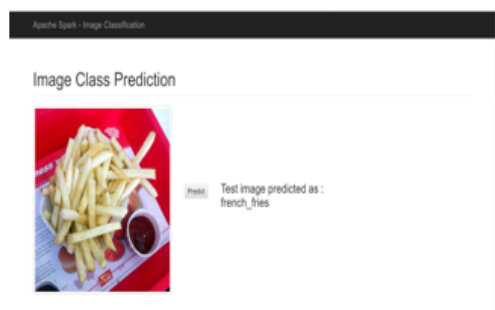 Apache Spark - Image Classification
Image Class Prediction
Predict
Test image predicted as :
french_fries